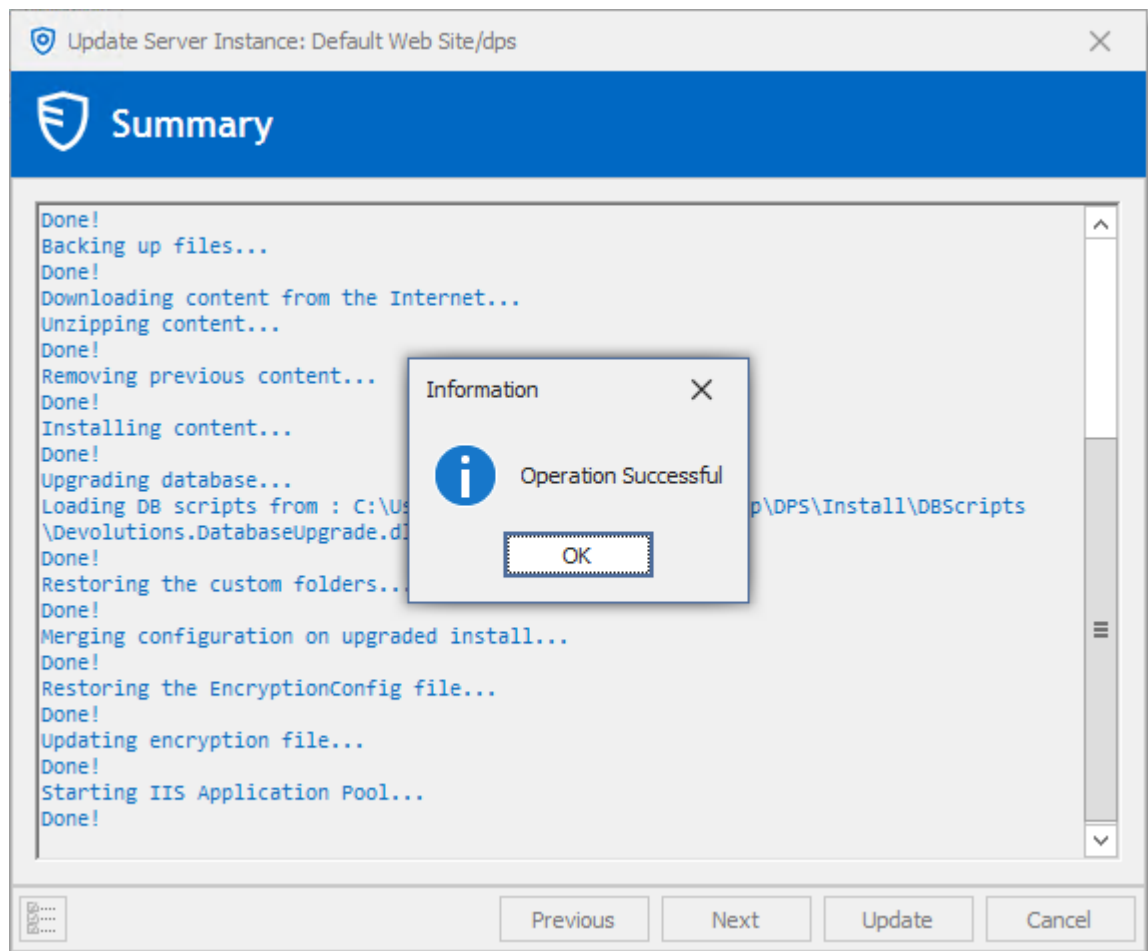 Update Server Instance: Default Web Site/dps
Summary
Done!
Backing up files...
Done!
Downloading content from the Internet...
Unzipping content...
Done!
Removing previous content...
Done!
Installing content...
Done!
Upgrading database...
Loading DB scripts from : C:\Us
p\DPS\Install\DBScripts
\Devolutions.DatabaseUpgrade.dl
Done!
Restoring the custom folders...
Done!
Merging configuration on upgraded install...
Done!
Restoring the EncryptionConfig file...
Done!
Updating encryption file...
Done!
Starting IIS Application Pool...
Done!
Information
Operation Successful
OK
Previous
Next
Update
Cancel